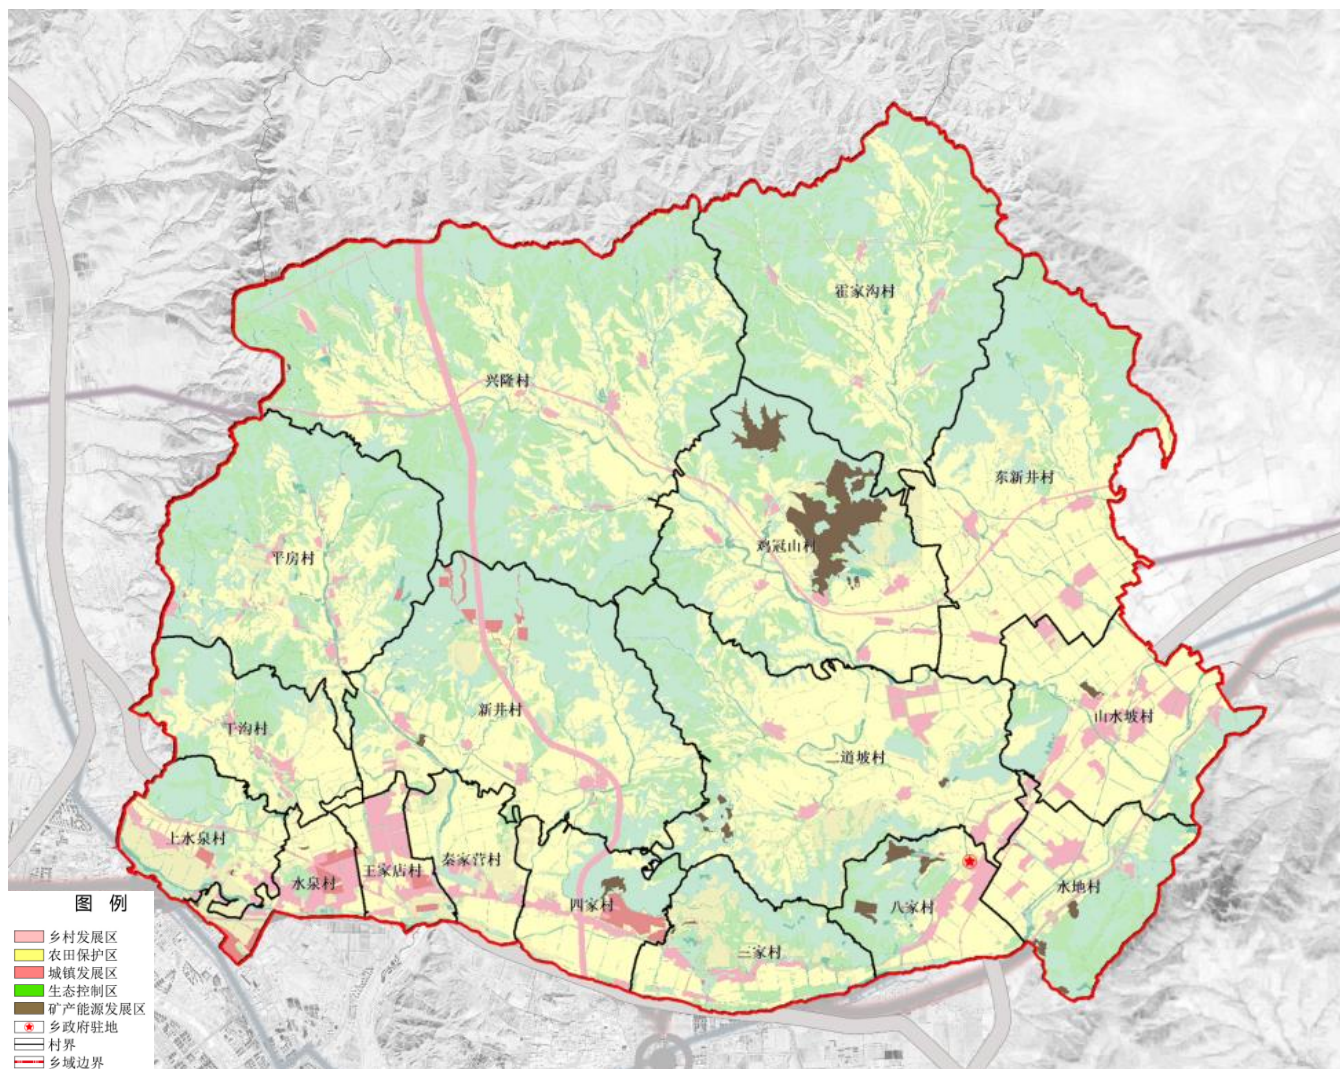 霍家沟村
兴隆村
东新井村
鸡冠山村
平房村
新井村
山水坡村
干沟村
二道坡村
上水泉村
秦家营村
王家店村
水泉村
水地村
四家村
八家村
三家村
图 例
乡村发展区
农田保护区
城镇发展区
生态控制区
矿产能源发展区
乡政府驻地
村界
乡域边界